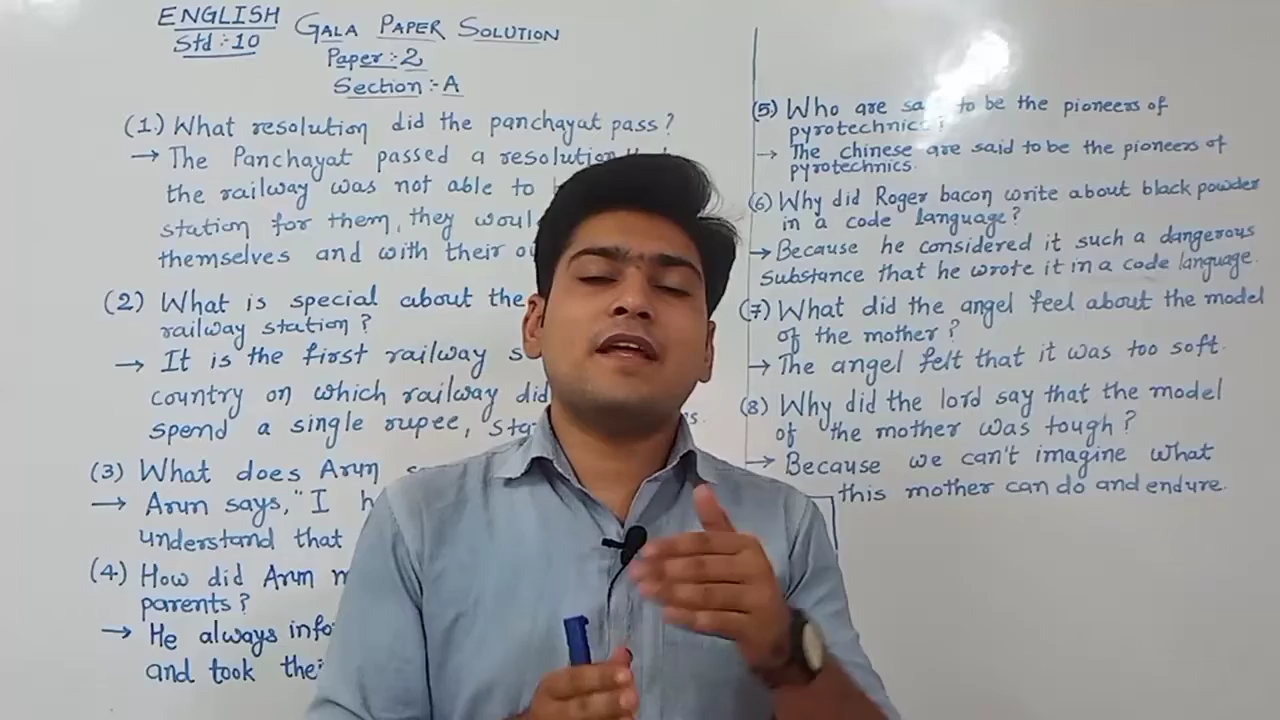 ENGLISH
Std :- 10
GALA PAPER SOLUTION
Paper :- 2
Section :- A
(1.) What resolution did the panchayat pass?
→ The Panchayat passed a resolution
the railway was not able to
station for them, they
themselves and with their
(2) What is special about the
railway station?
→ It is the first railway
country on which railway did
spend a single rupee,
(3) What does Arun
→ Arun says, "I
understand that
(4) How did Arun
parents?
→ He always
and took
(5) Who are to be the pioneers of
pyrotechnics?
→ The chinese are said to be the pioneers of
pyrotechnics.
(6) Why did Roger bacon write about black powder
in a code language?
→ Because he considered it such a dangerous
substance that he wrote it in a code language.
(7) What did the angel feel about the model
of the mother?
→ The angel felt that it was too soft.
(8) Why did the lord say that the model
of the mother was tough?
→ Because we can't imagine what
this mother can do and endure.